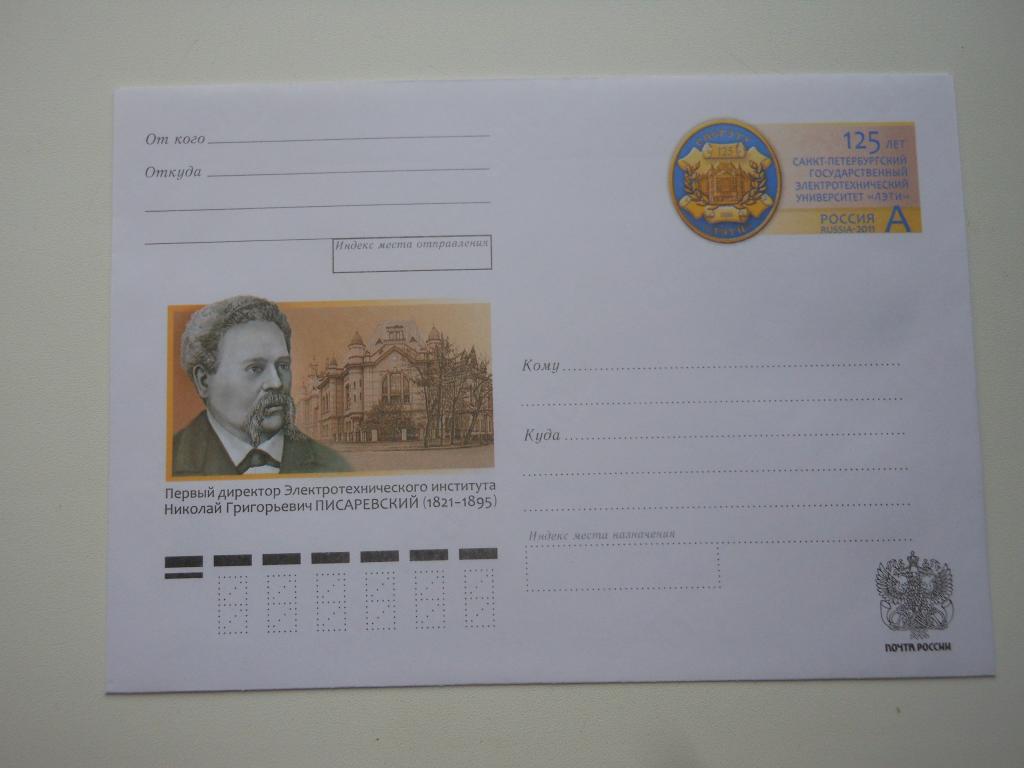 От кого
Откуда
Индекс места отправления
125
125 ЛЕТ
САНКТ-ПЕТЕРБУРГСКИЙ
ГОСУДАРСТВЕННЫЙ
ЭЛЕКТРОТЕХНИЧЕСКИЙ
УНИВЕРСИТЕТ «ЛЭТИ»
РОССИЯ А
RUSSIA-2011
Первый директор Электротехнического института
Николай Григорьевич ПИСАРЕВСКИЙ (1821–1895)
Кому
Куда
Индекс места назначения
ПОЧТА РОССИИ